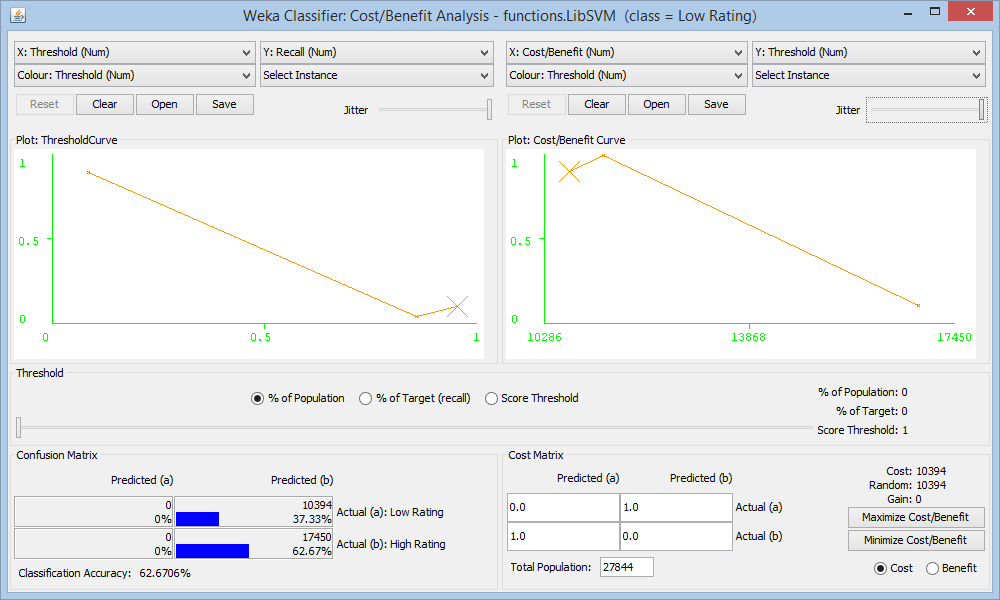 Weka Classifier: Cost/Benefit Analysis - functions.LibSVM (class = Low Rating)
X: Threshold (Num)
Y: Recall (Num)
X: Cost/Benefit (Num)
Y: Threshold (Num)
Colour: Threshold (Num)
Select Instance
Colour: Threshold (Num)
Select Instance
Reset
Clear
Open
Save
Jitter
Reset
Clear
Open
Save
Jitter
Plot: ThresholdCurve
1
0.5
0
0
0.5
1
Plot: Cost/Benefit Curve
1
0.5
0
10286
13868
17450
Threshold
% of Population
% of Target (recall)
Score Threshold
% of Population: 0
% of Target: 0
Score Threshold: 1
Confusion Matrix
Predicted (a)
Predicted (b)
0
0%
10394
37.33%
Actual (a): Low Rating
0
0%
17450
62.67%
Actual (b): High Rating
Classification Accuracy: 62.6706%
Cost Matrix
Predicted (a)
Predicted (b)
0.0
1.0
Actual (a)
1.0
0.0
Actual (b)
Total Population: 27844
Cost: 10394
Random: 10394
Gain: 0
Maximize Cost/Benefit
Minimize Cost/Benefit
Cost
Benefit